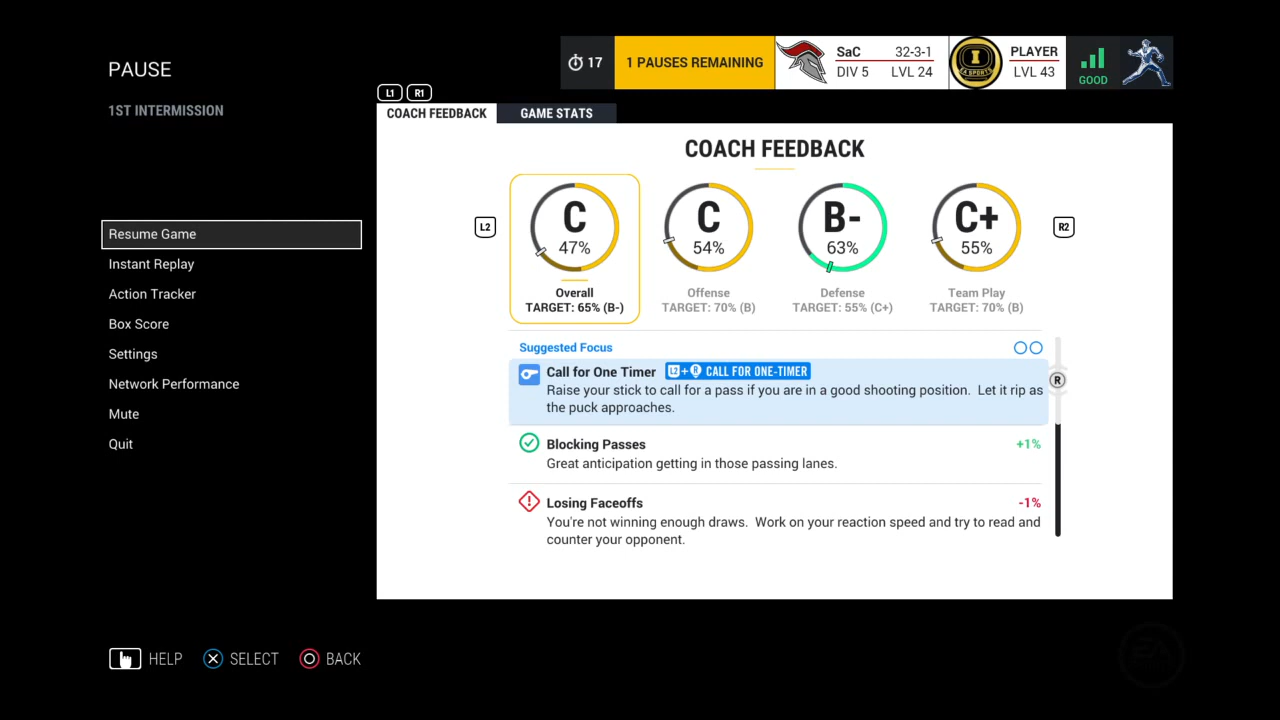 PAUSE
1ST INTERMISSION
17
1 PAUSES REMAINING
SaC 32-3-1
DIV 5 LVL 24
I
EA SPORTS
PLAYER
LVL 43
GOOD
L1 R1
COACH FEEDBACK GAME STATS
COACH FEEDBACK
L2
C
47%
Overall
TARGET: 65% (B-)
C
54%
Offense
TARGET: 70% (B)
B-
63%
Defense
TARGET: 55% (C+)
C+
55%
Team Play
TARGET: 70% (B)
R2
Resume Game
Instant Replay
Action Tracker
Box Score
Settings
Network Performance
Mute
Quit
Suggested Focus
Call for One Timer L2 + R CALL FOR ONE-TIMER
Raise your stick to call for a pass if you are in a good shooting position. Let it rip as
the puck approaches.
R
Blocking Passes +1%
Great anticipation getting in those passing lanes.
Losing Faceoffs -1%
You're not winning enough draws. Work on your reaction speed and try to read and
counter your opponent.
HELP SELECT BACK
EA